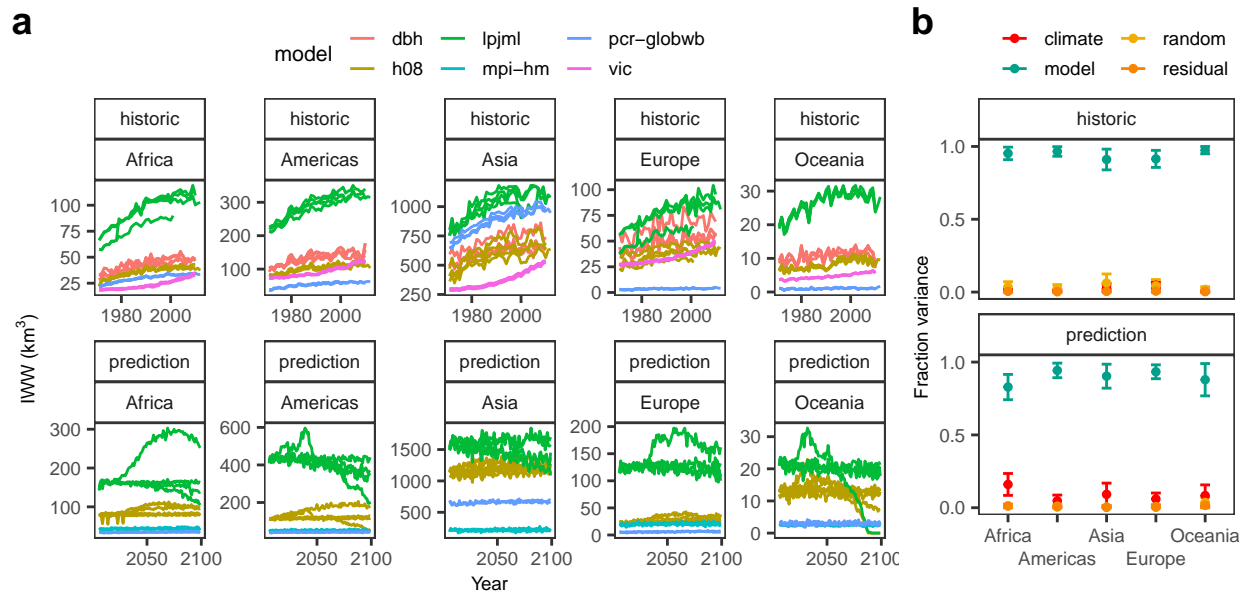 a
b
model
dbh
lpjml
pcr−globwb
h08
mpi−hm
vic
climate
random
model
residual
historic
historic
historic
historic
historic
Africa
Americas
Asia
Europe
Oceania
25
50
75
100
100
200
300
250
500
750
1000
0
25
50
75
100
0
10
20
30
1980 2000
1980 2000
1980 2000
1980 2000
1980 2000
prediction
prediction
prediction
prediction
prediction
Africa
Americas
Asia
Europe
Oceania
100
200
300
200
400
600
500
1000
1500
0
50
100
150
200
0
10
20
30
2050 2100
2050 2100
2050 2100
2050 2100
2050 2100
IWW (km³)
Year
historic
0.0
0.5
1.0
prediction
0.0
0.5
1.0
Fraction variance
Africa
Americas
Asia
Europe
Oceania